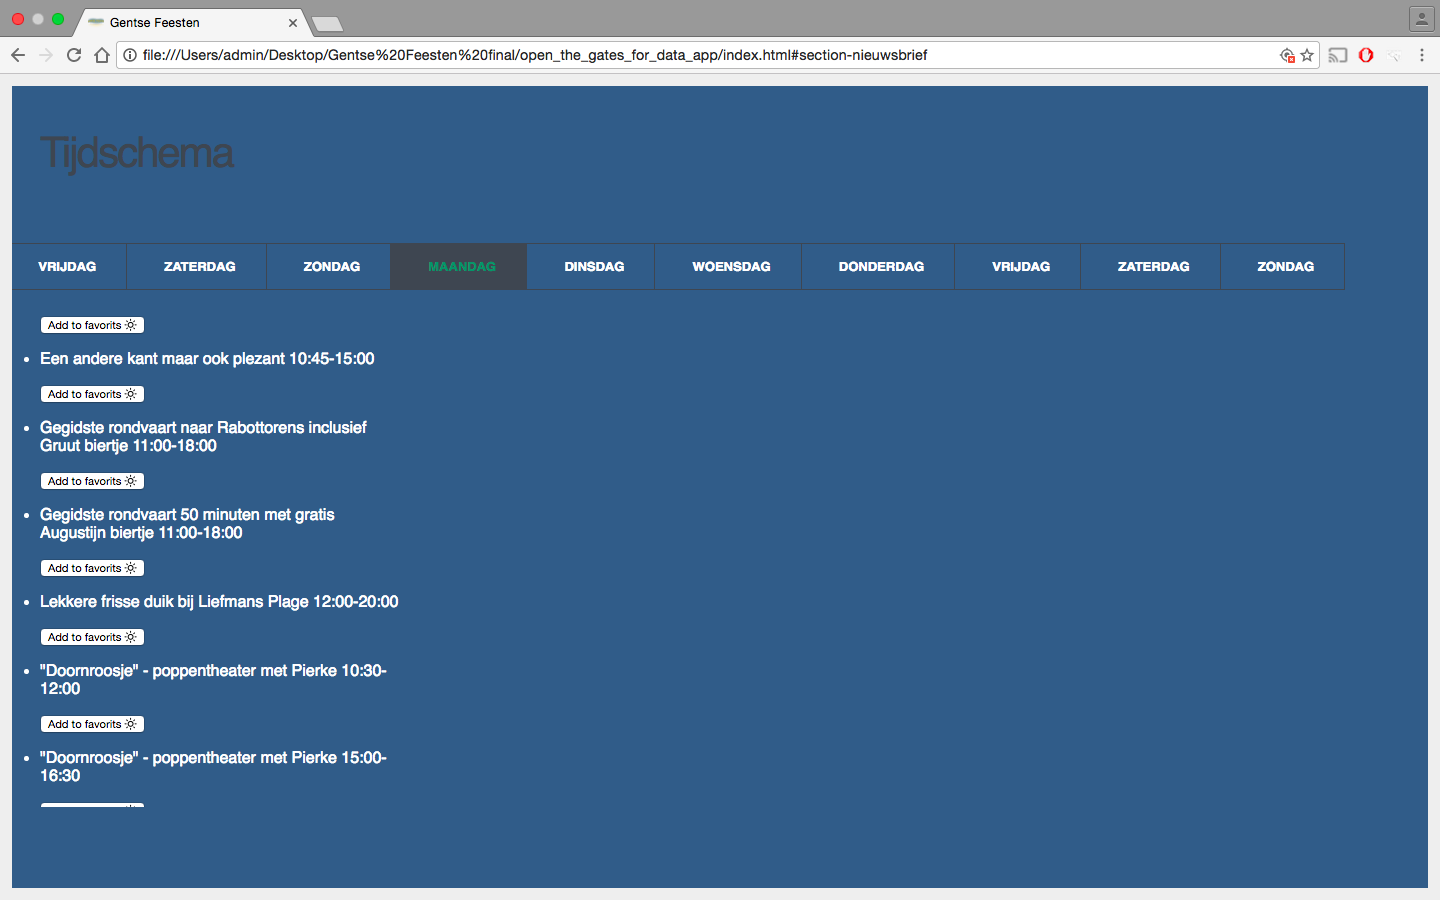 Gentse Feesten
file:///Users/admin/Desktop/Gentse%20Feesten%20final/open_the_gates_for_data_app/index.html#section-nieuwsbrief
Tijdschema
VRIJDAG ZATERDAG ZONDAG MAANDAG DINSDAG WOENSDAG DONDERDAG VRIJDAG ZATERDAG ZONDAG
Add to favorits
Een andere kant maar ook plezant 10:45-15:00
Add to favorits
Gegidste rondvaart naar Rabottorens inclusief
Gruut biertje 11:00-18:00
Add to favorits
Gegidste rondvaart 50 minuten met gratis
Augustijn biertje 11:00-18:00
Add to favorits
Lekkere frisse duik bij Liefmans Plage 12:00-20:00
Add to favorits
"Doornroosje" - poppentheater met Pierke 10:30-
12:00
Add to favorits
"Doornroosje" - poppentheater met Pierke 15:00-
16:30